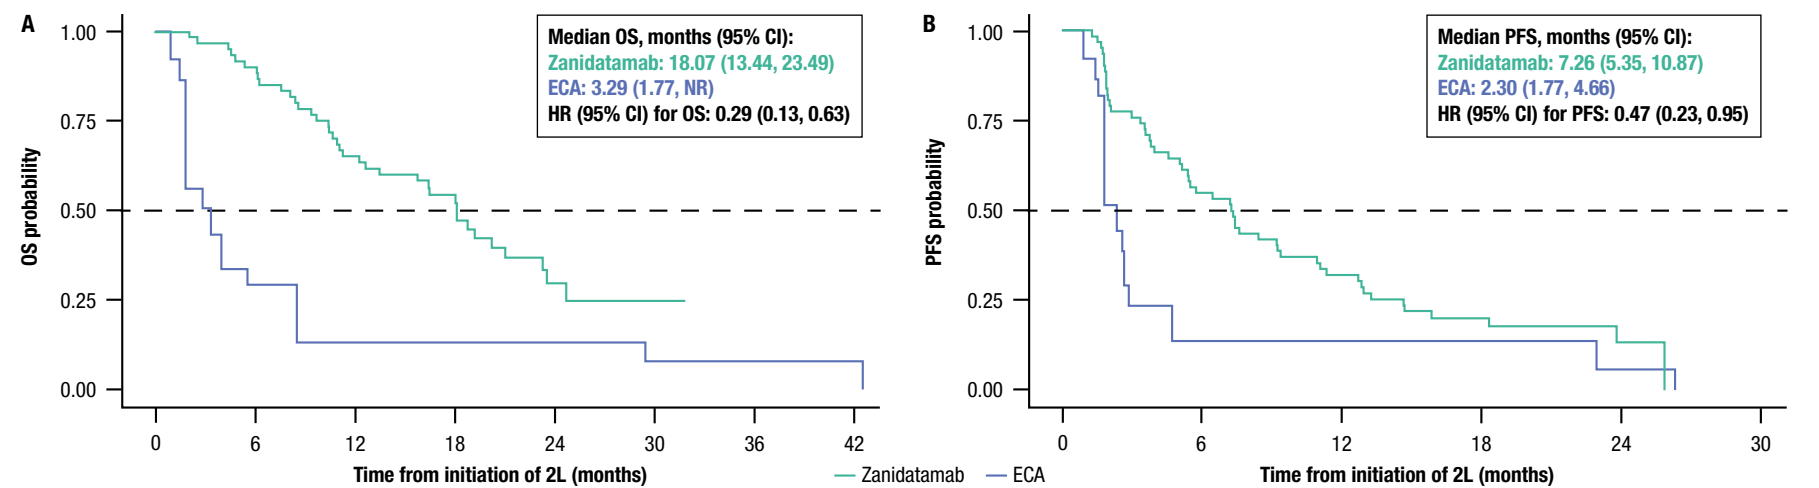 A
Median OS, months (95% CI):
Zanidatamab: 18.07 (13.44, 23.49)
ECA: 3.29 (1.77, NR)
HR (95% CI) for OS: 0.29 (0.13, 0.63)
OS probability
1.00
0.75
0.50
0.25
0.00
0 6 12 18 24 30 36 42
Time from initiation of 2L (months)
B
Median PFS, months (95% CI):
Zanidatamab: 7.26 (5.35, 10.87)
ECA: 2.30 (1.77, 4.66)
HR (95% CI) for PFS: 0.47 (0.23, 0.95)
PFS probability
1.00
0.75
0.50
0.25
0.00
0 6 12 18 24 30
Time from initiation of 2L (months)
Zanidatamab ECA